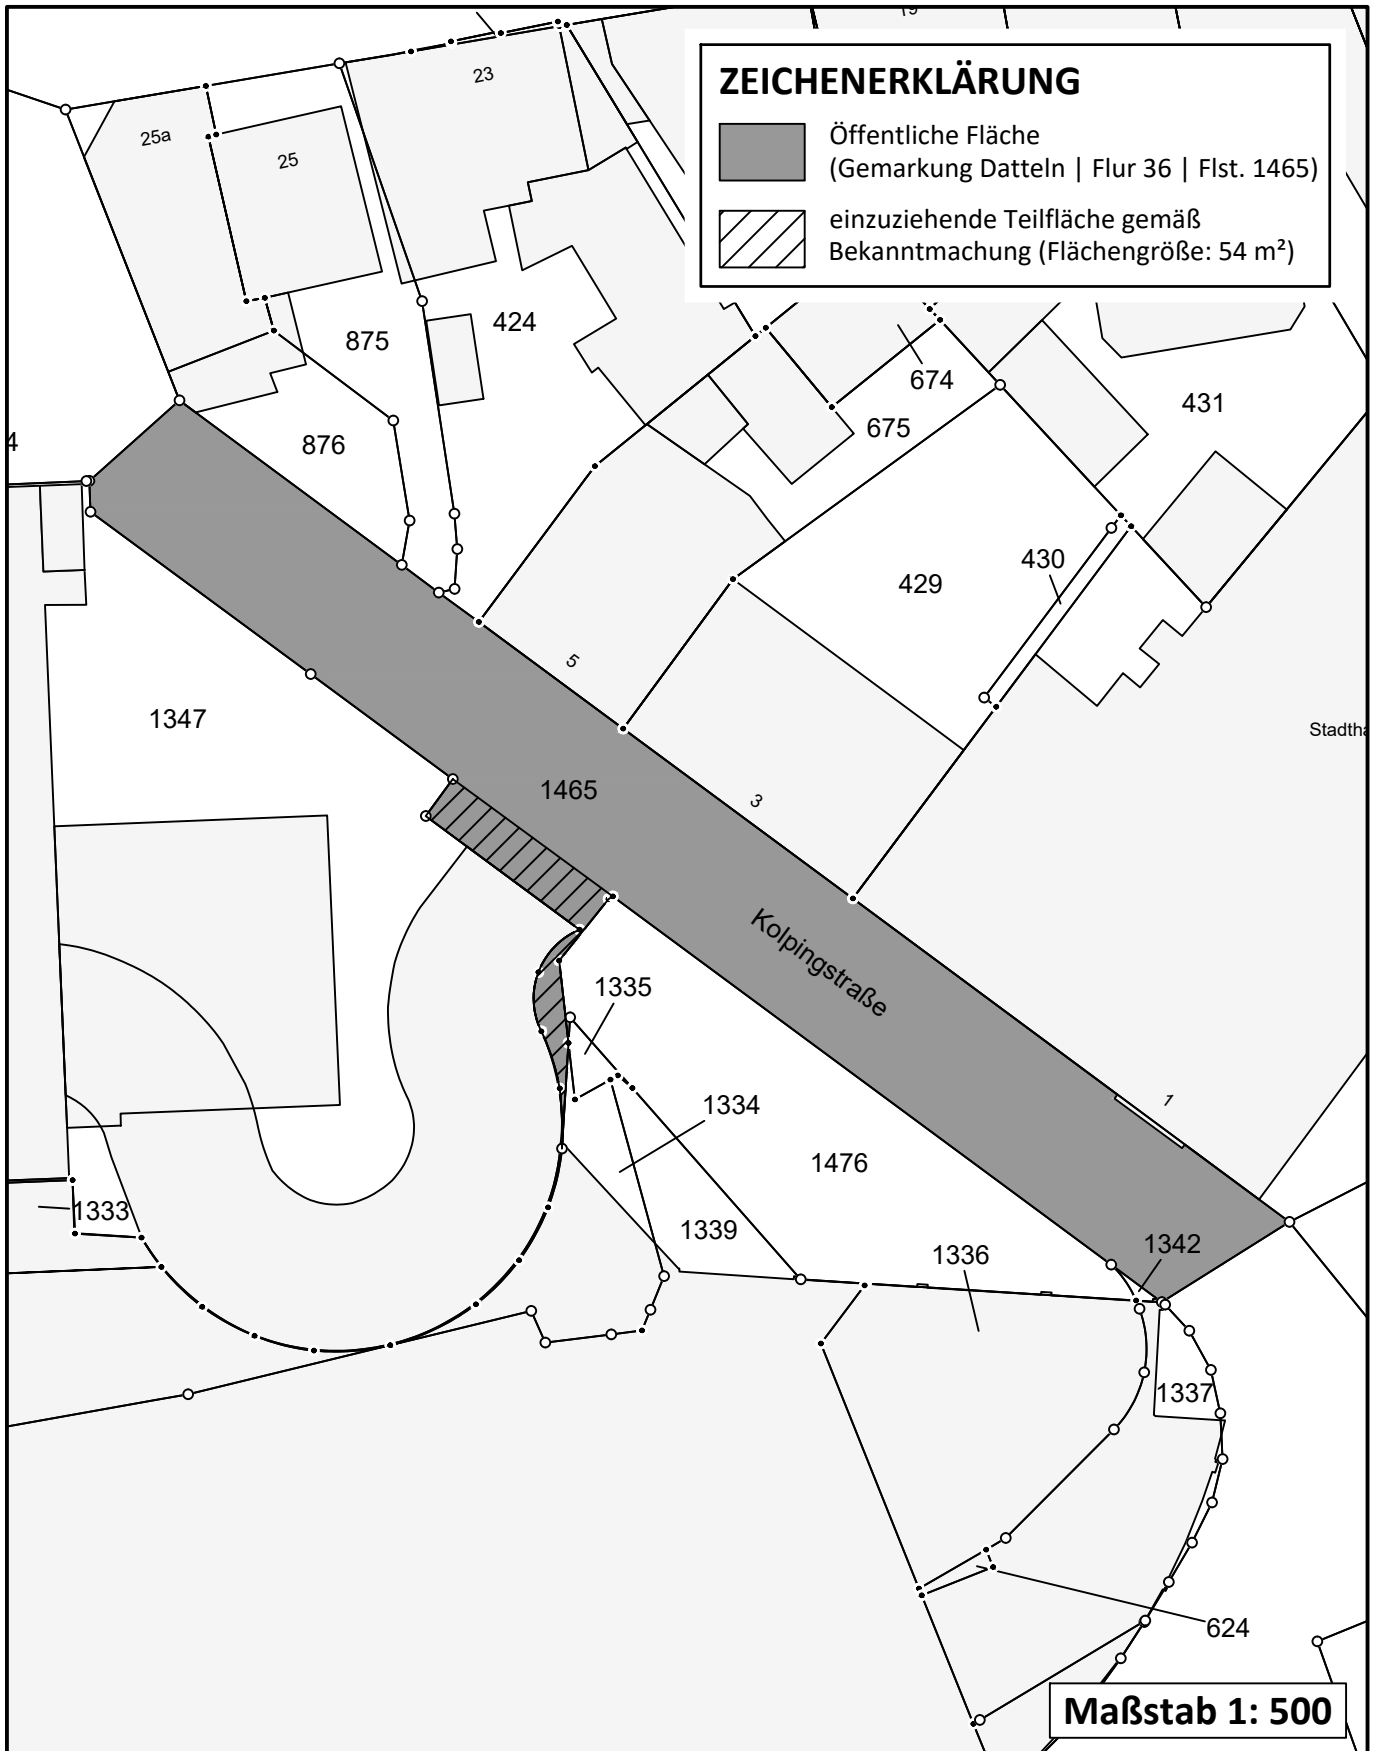 19
ZEICHENERKLÄRUNG
Öffentliche Fläche
(Gemarkung Datteln | Flur 36 | Flst. 1465)
einzuziehende Teilfläche gemäß
Bekanntmachung (Flächengröße: 54 m²)
23
25a
25
424
875
674
431
675
876
4
430
429
5
1347
Stadtha
1465
3
Kolpingstraße
1335
1334
1
1476
1333
1339
1336
1342
1337
624
Maßstab 1: 500